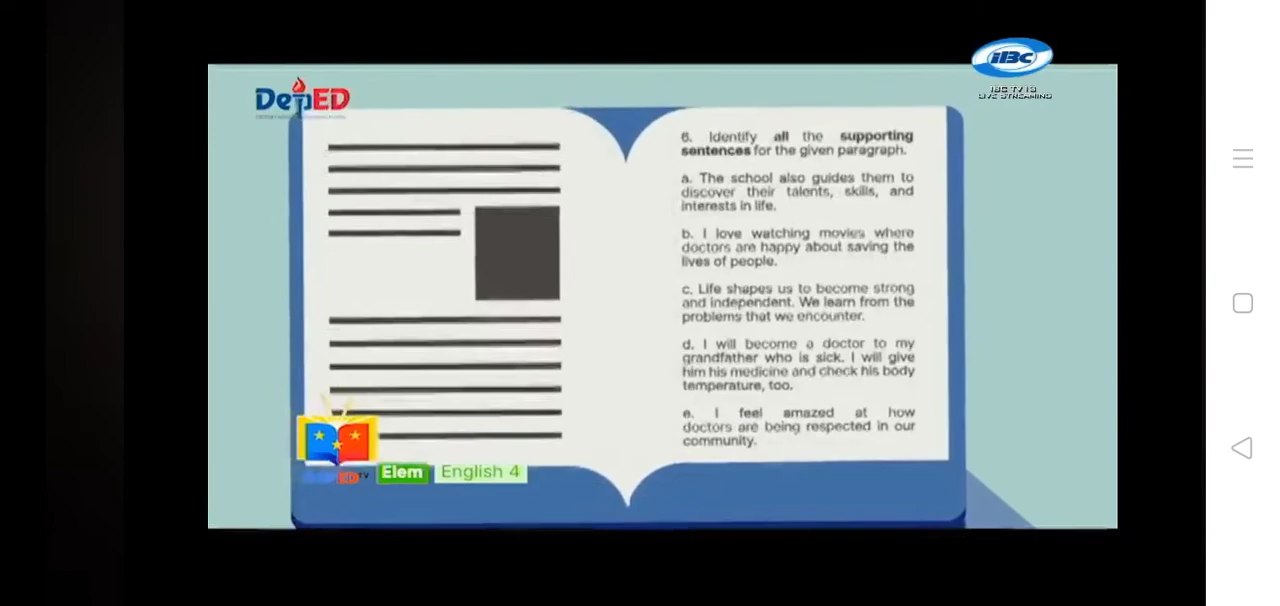 iBC
IBC TV 13
LIVE STREAMING
DepED
6. Identify all the supporting
sentences for the given paragraph.
a. The school also guides them to
discover their talents, skills, and
interests in life.
b. I love watching movies where
doctors are happy about saving the
lives of people.
c. Life shapes us to become strong
and independent. We learn from the
problems that we encounter.
d. I will become a doctor to my
grandfather who is sick. I will give
him his medicine and check his body
temperature, too.
e. I feel amazed at how
doctors are being respected in our
community.
ED TV
Elem English 4